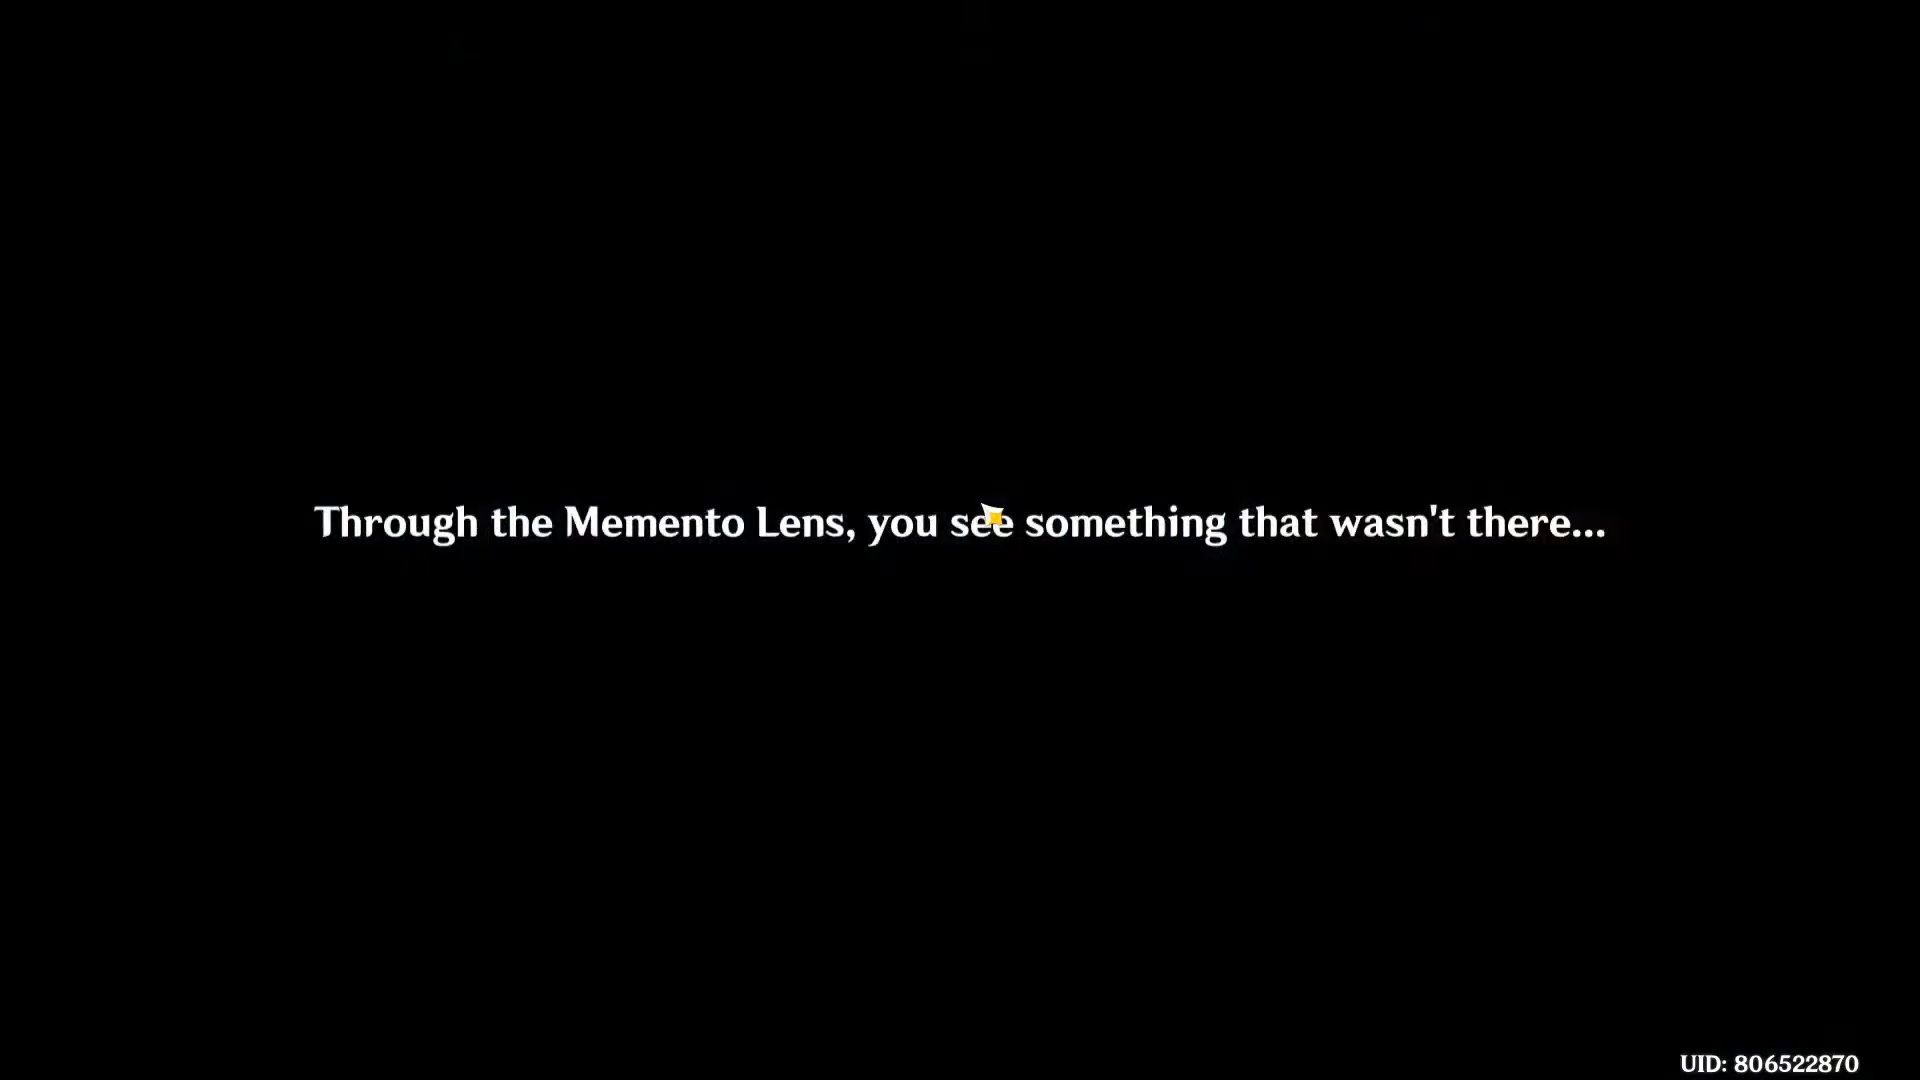 Through the Memento Lens, you see something that wasn't there...
UID: 806522870